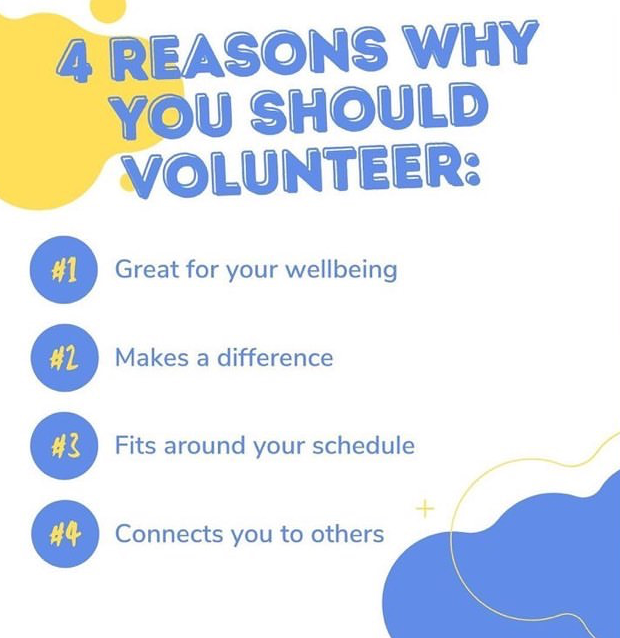 4 REASONS WHY
YOU SHOULD
VOLUNTEER:
#1 Great for your wellbeing
#2 Makes a difference
#3 Fits around your schedule
#4 Connects you to others